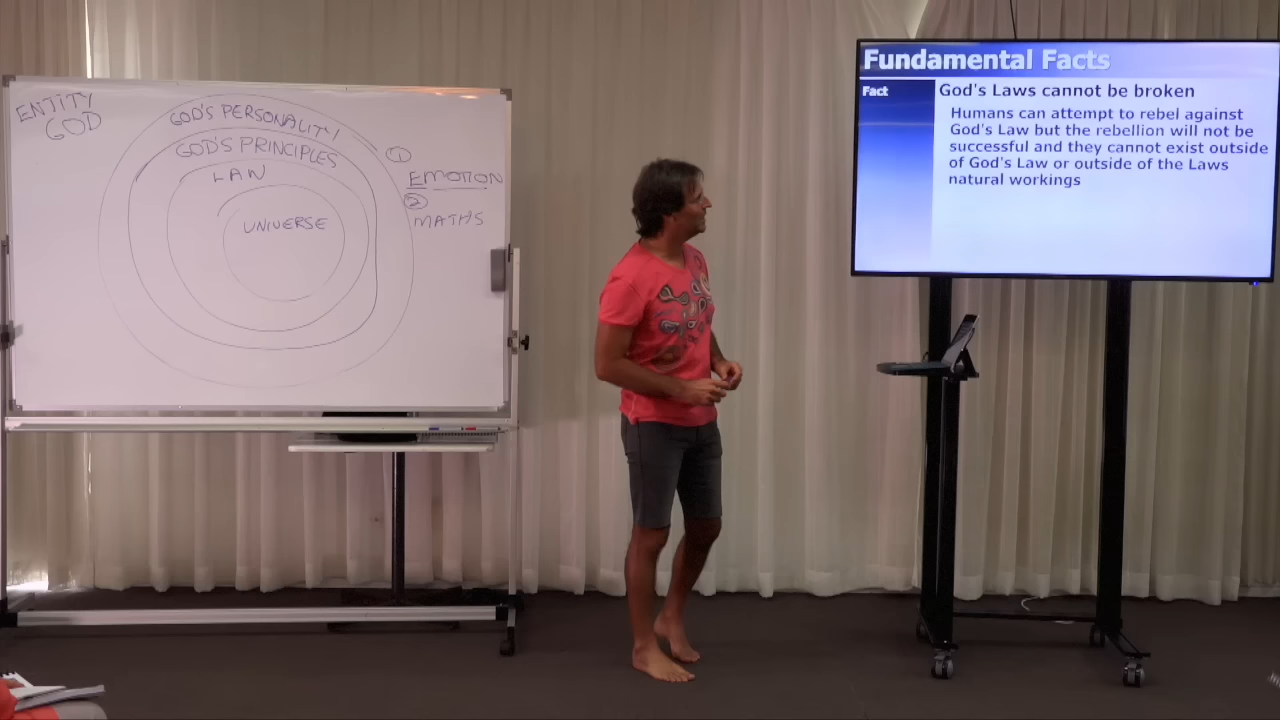 ENTITY
GOD
GOD'S PERSONALITY
GOD'S PRINCIPLES
LAW
UNIVERSE
1
EMOTION
2
MATHS
Fundamental Facts
Fact
God's Laws cannot be broken
Humans can attempt to rebel against
God's Law but the rebellion will not be
successful and they cannot exist outside
of God's Law or outside of the Laws
natural workings